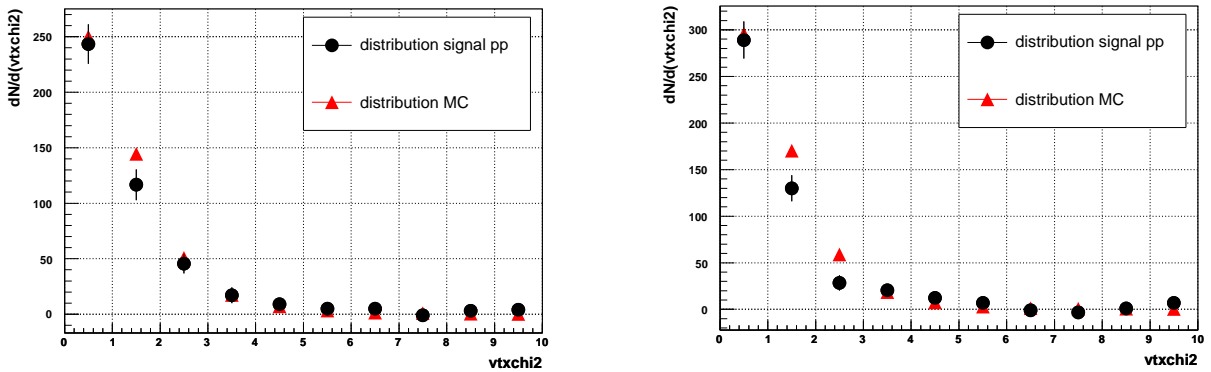 dN/d(vtxchi2)
250
200
150
100
50
0
distribution signal pp
distribution MC
0 1 2 3 4 5 6 7 8 9 10
vtxchi2
dN/d(vtxchi2)
300
250
200
150
100
50
0
distribution signal pp
distribution MC
0 1 2 3 4 5 6 7 8 9 10
vtxchi2